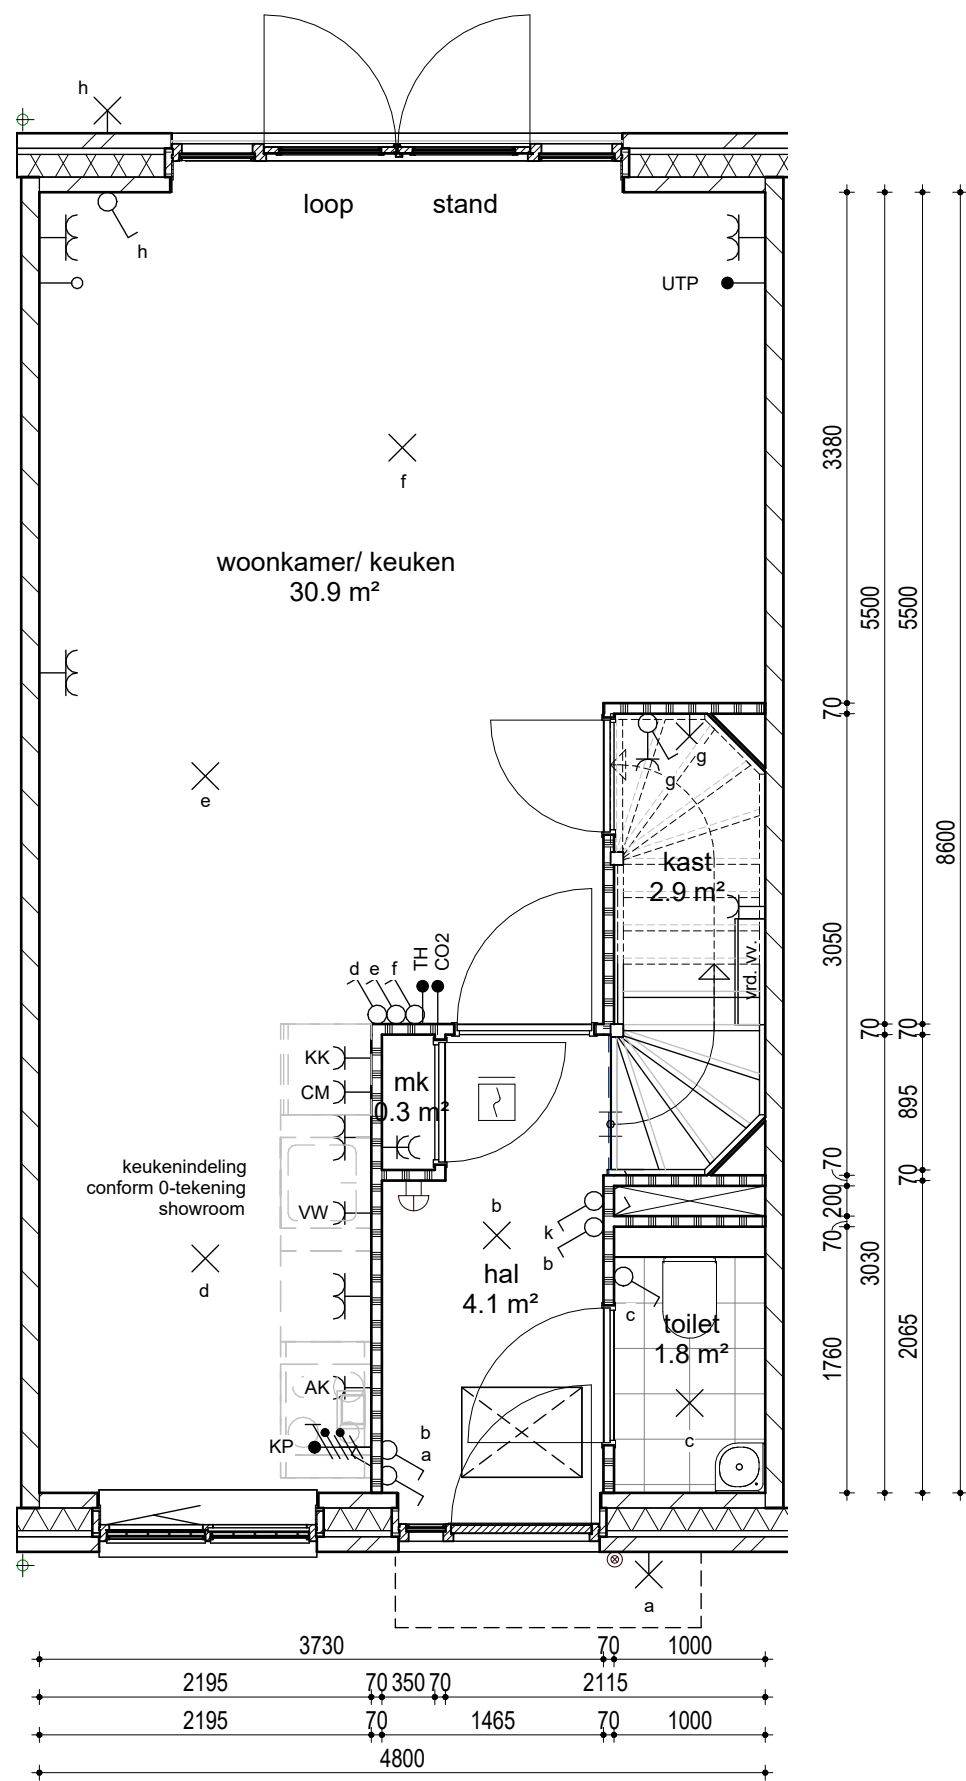 h
loop stand
h
UTP
f
woonkamer/ keuken
30.9 m²
e
g
g
kast
2.9 m²
vrd. vv.
d e f TH CO2
KK
CM
mk
0.3 m²
keukenindeling
conform 0-tekening
showroom
VW
d
b
k
b
hal
4.1 m²
c
toilet
1.8 m²
c
AK
KP
b
a
a
3380
70
3050
70
200
70
1760
5500
70
3030
5500
70
895
70
2065
8600
3730 70 1000
2195 70 350 70 2115
2195 70 1465 70 1000
4800